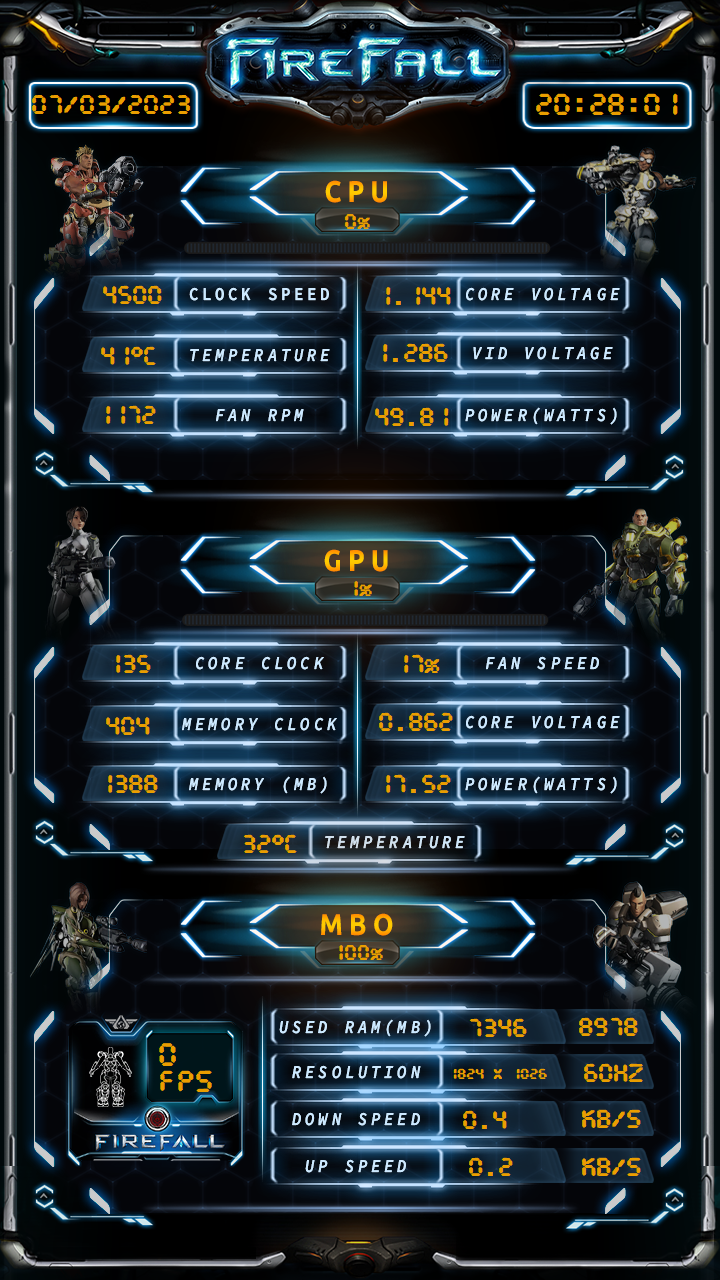 FIREFALL
07/03/2023
20:28:01
CPU
0%
4500 CLOCK SPEED
1.144 CORE VOLTAGE
41°C TEMPERATURE
1.286 VID VOLTAGE
1172 FAN RPM
49.81 POWER(WATTS)
GPU
1%
135 CORE CLOCK
17% FAN SPEED
404 MEMORY CLOCK
0.862 CORE VOLTAGE
1388 MEMORY (MB)
17.52 POWER(WATTS)
32°C TEMPERATURE
MBO
100%
0
FPS
FIREFALL
USED RAM(MB) 7346 8978
RESOLUTION 1824 X 1026 60HZ
DOWN SPEED 0.4 KB/S
UP SPEED 0.2 KB/S